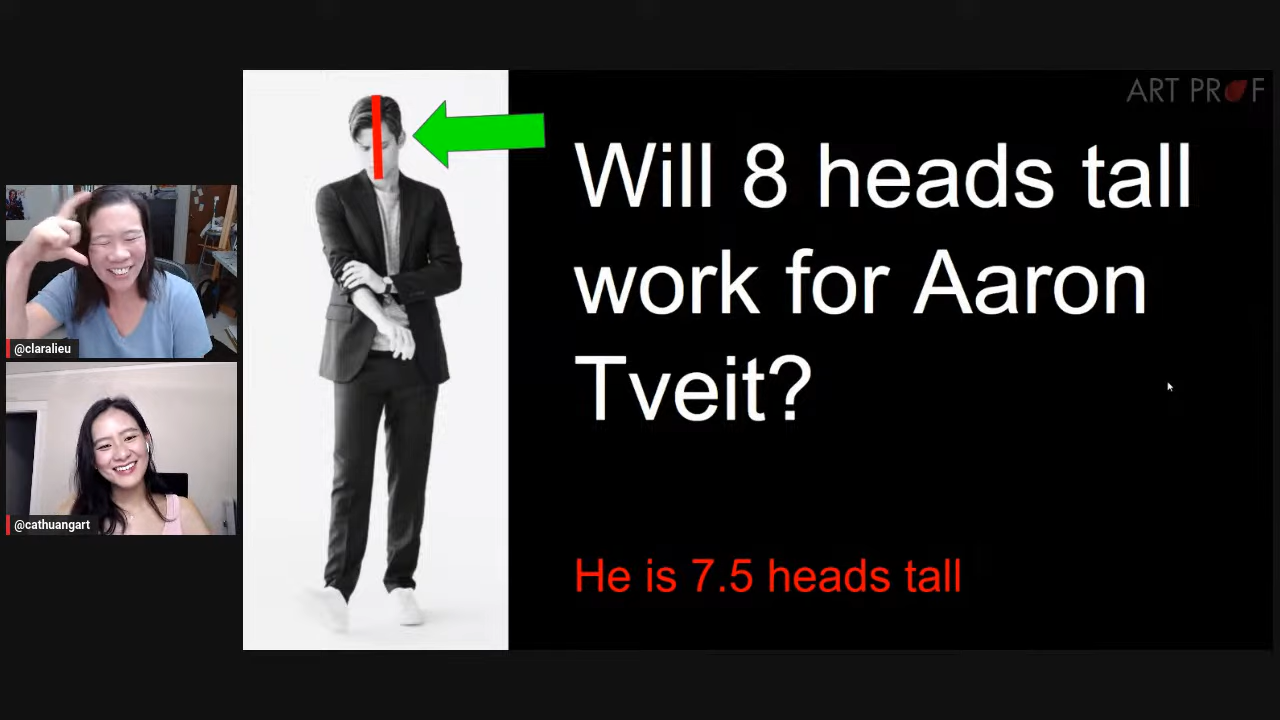 ART PROF
Will 8 heads tall
work for Aaron
Tveit?
He is 7.5 heads tall
@claralieu
@cathuangart